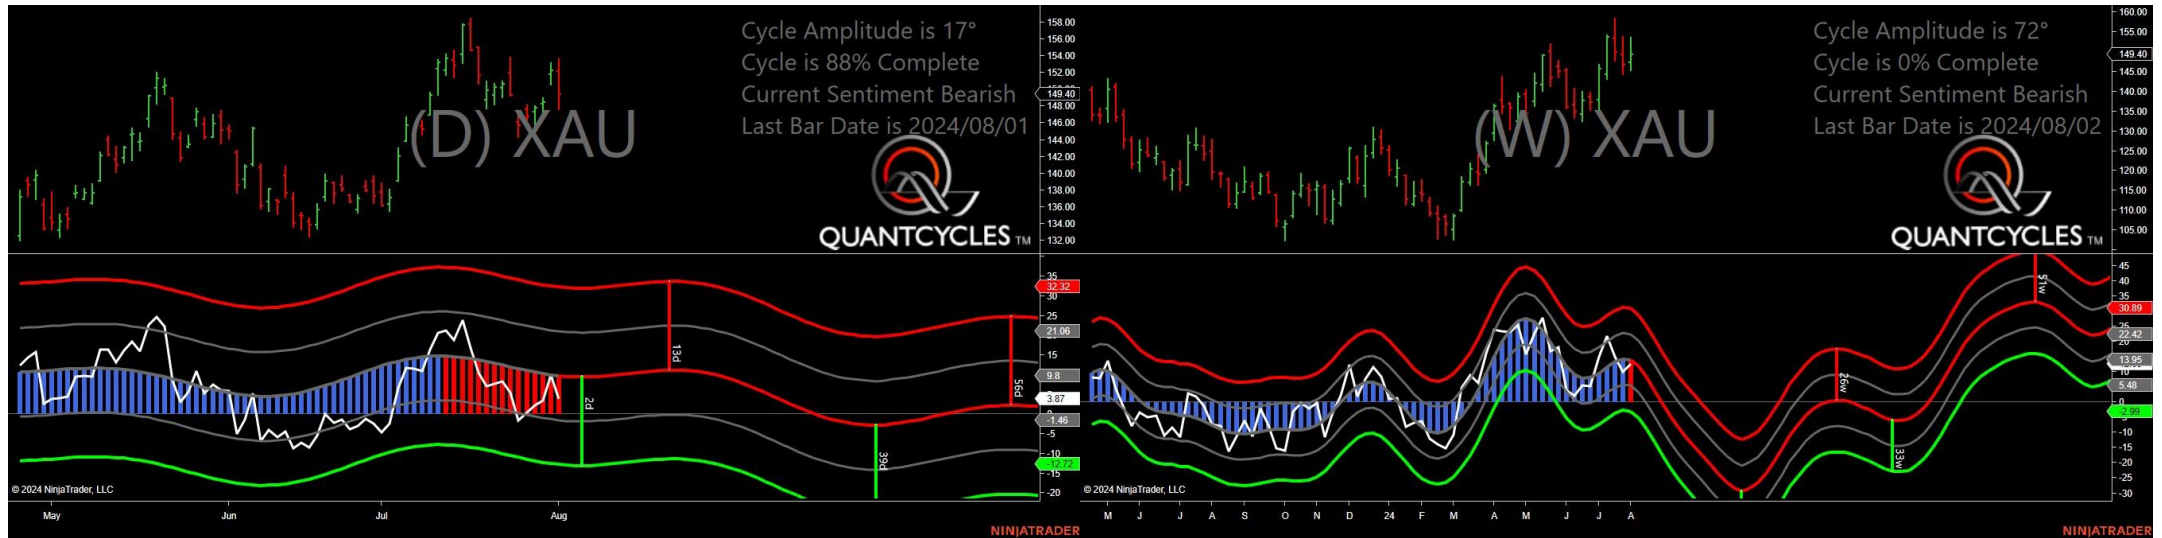 Cycle Amplitude is 17°
Cycle is 88% Complete
Current Sentiment Bearish
Last Bar Date is 2024/08/01
(D) XAU
QUANTCYCLES TM
158.00
156.00
154.00
152.00
149.40
148.00
146.00
144.00
142.00
140.00
138.00
136.00
134.00
132.00
35
32.32
30
25
21.06
15
9.8
3.87
-1.46
-5
-10
-12.72
-15
-20
13d
2d
39d
56d
© 2024 NinjaTrader, LLC
May
Jun
Jul
Aug
NINJATRADER
Cycle Amplitude is 72°
Cycle is 0% Complete
Current Sentiment Bearish
Last Bar Date is 2024/08/02
(W) XAU
QUANTCYCLES TM
160.00
155.00
149.40
145.00
140.00
135.00
130.00
125.00
120.00
115.00
110.00
105.00
45
40
35
30.89
25
22.42
13.95
10
5.48
0
-2.99
-10
-15
-20
-25
-30
51w
26w
33w
© 2024 NinjaTrader, LLC
M J J A S O N D 24 F M A M J J A
NINJATRADER